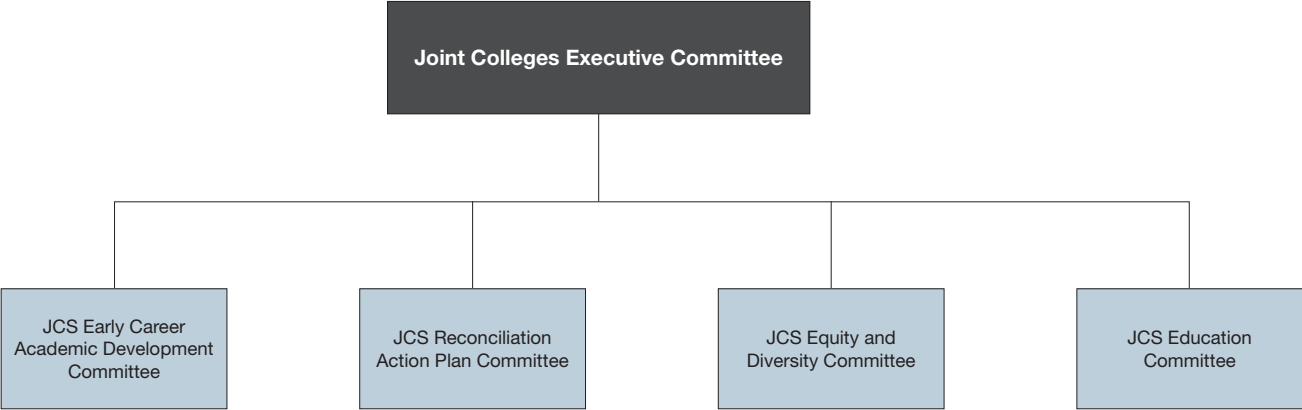 Joint Colleges Executive Committee
JCS Early Career
Academic Development
Committee
JCS Reconciliation
Action Plan Committee
JCS Equity and
Diversity Committee
JCS Education
Committee